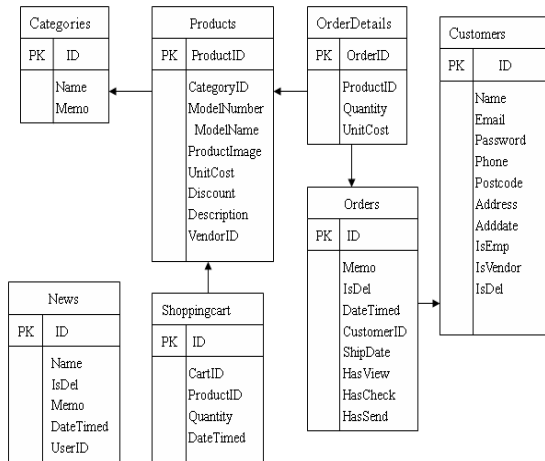 Categories
PK ID
Name
Memo
Products
PK ProductID
CategoryID
ModelNumber
ModelName
ProductImage
UnitCost
Discount
Description
VendorID
OrderDetails
PK OrderID
ProductID
Quantity
UnitCost
Customers
PK ID
Name
Email
Password
Phone
Postcode
Address
Adddate
IsEmp
IsVendor
IsDel
Orders
PK ID
Memo
IsDel
DateTimed
CustomerID
ShipDate
HasView
HasCheck
HasSend
News
PK ID
Name
IsDel
Memo
DateTimed
UserID
Shoppingcart
PK ID
CartID
ProductID
Quantity
DateTimed